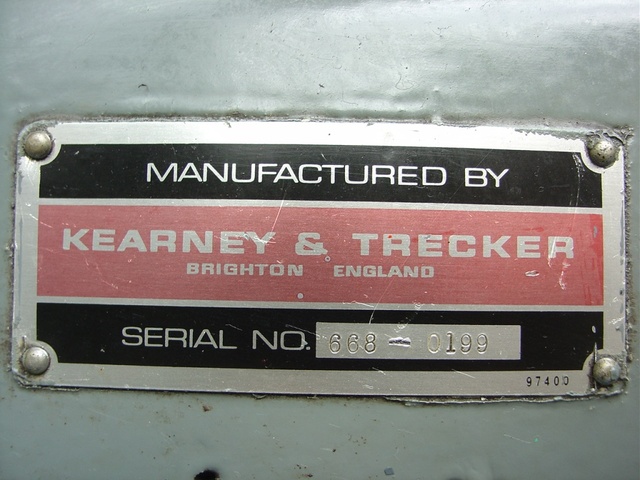 MANUFACTURED BY
KEARNEY & TRECKER
BRIGHTON ENGLAND
SERIAL NO. 668 - 0199
97400